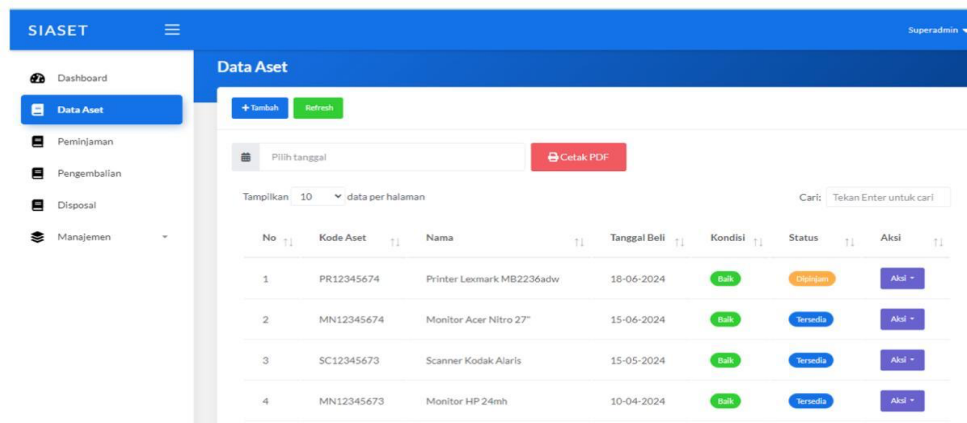 SIASET
Superadmin
Dashboard
Data Aset
Peminjaman
Pengembalian
Disposal
Manajemen
Data Aset
+ Tambah Refresh
Pilih tanggal Cetak PDF
Tampilkan 10 data per halaman Cari: Tekan Enter untuk cari
No Kode Aset Nama Tanggal Beli Kondisi Status Aksi
1 PR12345674 Printer Lexmark MB2236adw 18-06-2024 Baik Dipinjam Aksi
2 MN12345674 Monitor Acer Nitro 27" 15-06-2024 Baik Tersedia Aksi
3 SC12345673 Scanner Kodak Alaris 15-05-2024 Baik Tersedia Aksi
4 MN12345673 Monitor HP 24mh 10-04-2024 Baik Tersedia Aksi